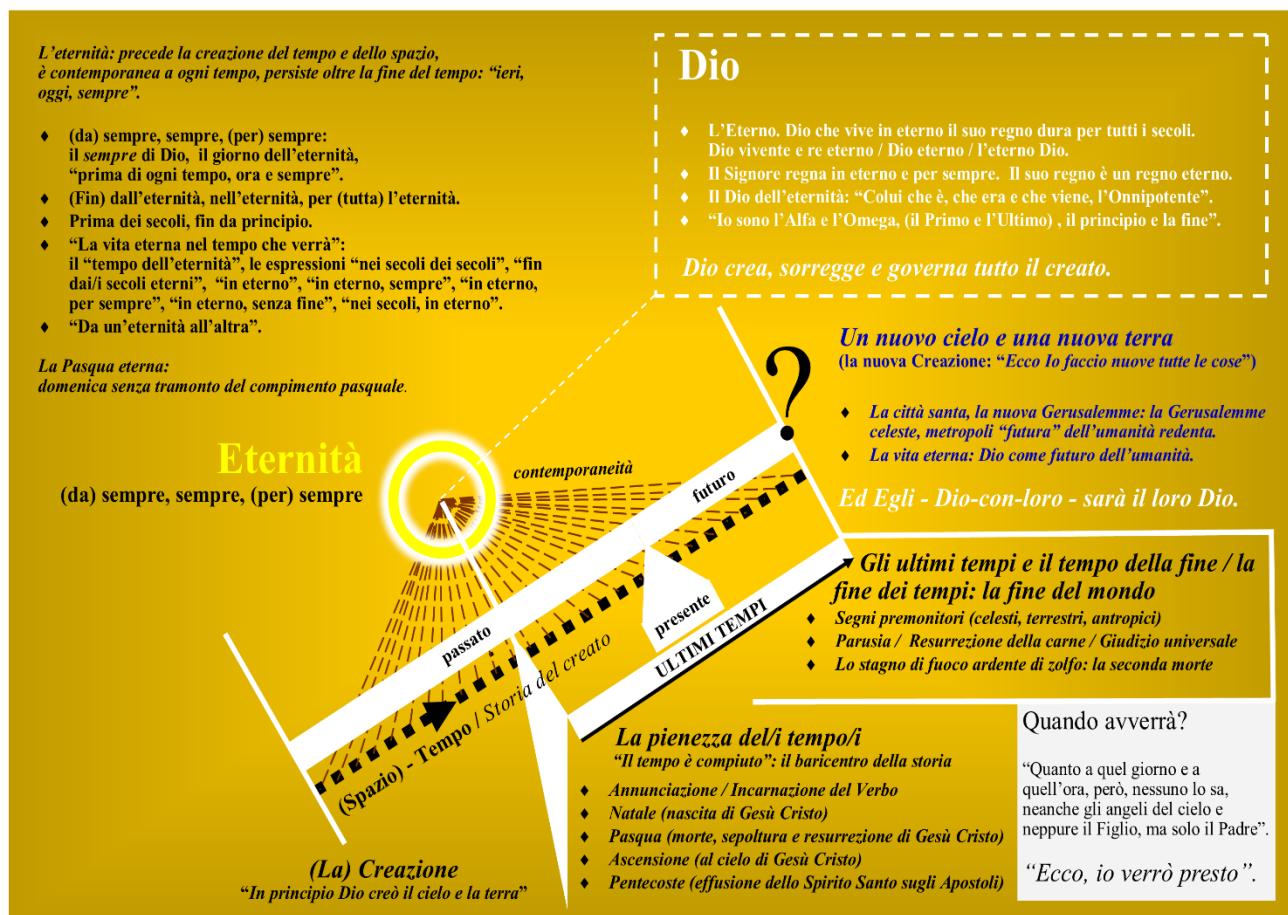 L'eternità: precede la creazione del tempo e dello spazio,
è contemporanea a ogni tempo, persiste oltre la fine del tempo: “ieri,
oggi, sempre”.
♦ (da) sempre, sempre, (per) sempre:
il sempre di Dio, il giorno dell'eternità,
“prima di ogni tempo, ora e sempre”.
♦ (Fin) dall'eternità, nell'eternità, per (tutta) l'eternità.
♦ Prima dei secoli, fin da principio.
♦ “La vita eterna nel tempo che verrà”:
il “tempo dell'eternità”, le espressioni “nei secoli dei secoli”, “fin
dai/i secoli eterni”, “in eterno”, “in eterno, sempre”, “in eterno,
per sempre”, “in eterno, senza fine”, “nei secoli, in eterno”.
♦ “Da un'eternità all'altra”.
La Pasqua eterna:
domenica senza tramonto del compimento pasquale.
Dio
♦ L'Eterno. Dio che vive in eterno il suo regno dura per tutti i secoli.
Dio vivente e re eterno / Dio eterno / l'eterno Dio.
♦ Il Signore regna in eterno e per sempre. Il suo regno è un regno eterno.
♦ Il Dio dell'eternità: “Colui che è, che era e che viene, l'Onnipotente”.
♦ “Io sono l'Alfa e l'Omega, (il Primo e l'Ultimo) , il principio e la fine”.
Dio crea, sorregge e governa tutto il creato.
Eternità
(da) sempre, sempre, (per) sempre
contemporaneità
passato
presente
futuro
?
(Spazio) - Tempo / Storia del creato
ULTIMI TEMPI
Un nuovo cielo e una nuova terra
(la nuova Creazione: “Ecco Io faccio nuove tutte le cose”)
♦ La città santa, la nuova Gerusalemme: la Gerusalemme
celeste, metropoli “futura” dell'umanità redenta.
♦ La vita eterna: Dio come futuro dell'umanità.
Ed Egli - Dio-con-loro - sarà il loro Dio.
Gli ultimi tempi e il tempo della fine / la
fine dei tempi: la fine del mondo
♦ Segni premonitori (celesti, terrestri, antropici)
♦ Parusia / Resurrezione della carne / Giudizio universale
♦ Lo stagno di fuoco ardente di zolfo: la seconda morte
(La) Creazione
“In principio Dio creò il cielo e la terra”
La pienezza del/i tempo/i
“Il tempo è compiuto”: il baricentro della storia
♦ Annunciazione / Incarnazione del Verbo
♦ Natale (nascita di Gesù Cristo)
♦ Pasqua (morte, sepoltura e resurrezione di Gesù Cristo)
♦ Ascensione (al cielo di Gesù Cristo)
♦ Pentecoste (effusione dello Spirito Santo sugli Apostoli)
Quando avverrà?
“Quanto a quel giorno e a
quell'ora, però, nessuno lo sa,
neanche gli angeli del cielo e
neppure il Figlio, ma solo il Padre”.
“Ecco, io verrò presto”.